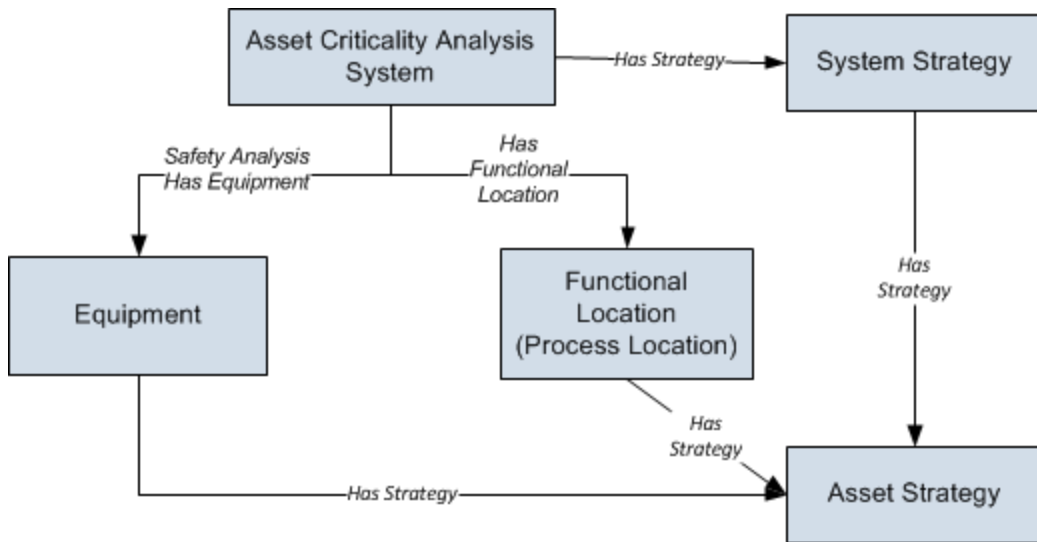 Asset Criticality Analysis
System
Has Strategy
System Strategy
Safety Analysis
Has Equipment
Has
Functional
Location
Equipment
Functional
Location
(Process Location)
Has
Strategy
Has
Strategy
Has Strategy
Asset Strategy